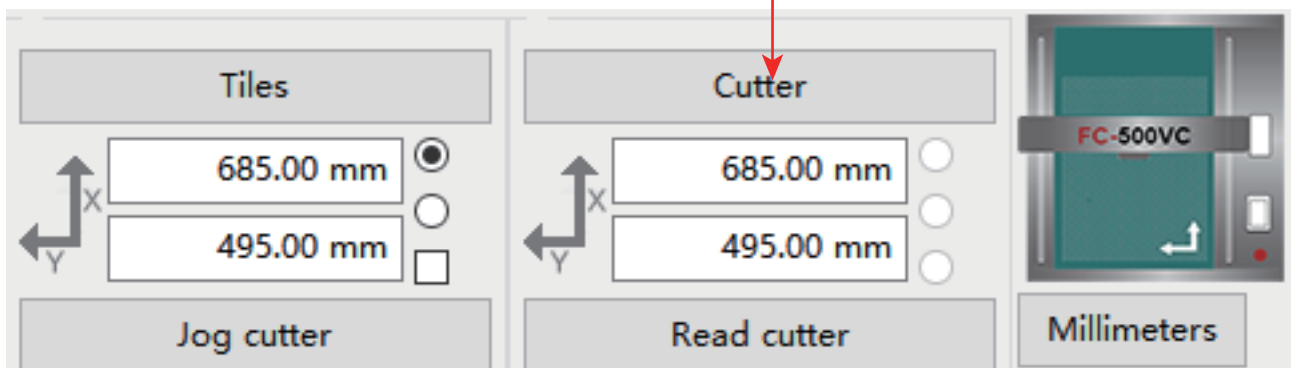 Tiles
685.00 mm
X
495.00 mm
Y
Jog cutter
Cutter
685.00 mm
X
495.00 mm
Y
Read cutter
FC-500VC
Millimeters